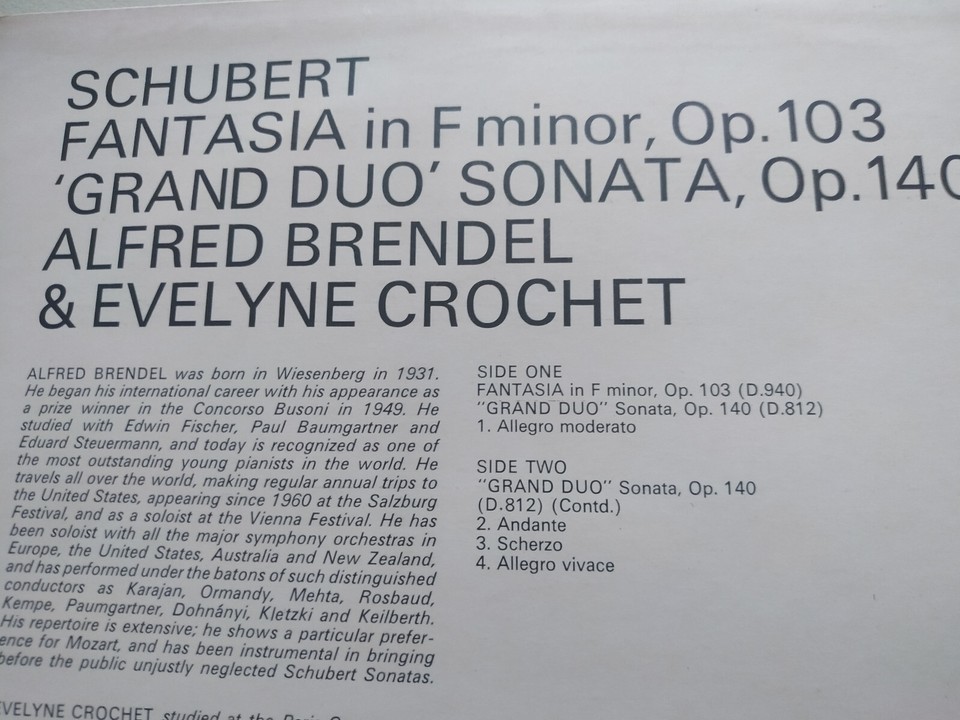 SCHUBERT
FANTASIA in F minor, Op.103
‘GRAND DUO’ SONATA, Op.140
ALFRED BRENDEL
& EVELYNE CROCHET
ALFRED BRENDEL was born in Wiesenberg in 1931.
He began his international career with his appearance as
a prize winner in the Concorso Busoni in 1949. He
studied with Edwin Fischer, Paul Baumgartner and
Eduard Steuermann, and today is recognized as one of
the most outstanding young pianists in the world. He
travels all over the world, making regular annual trips to
the United States, appearing since 1960 at the Salzburg
Festival, and as a soloist at the Vienna Festival. He has
been soloist with all the major symphony orchestras in
Europe, the United States, Australia and New Zealand,
and has performed under the batons of such distinguished
conductors as Karajan, Ormandy, Mehta, Rosbaud,
Kempe, Paumgartner, Dohnányi, Kletzki and Keilberth.
His repertoire is extensive; he shows a particular prefer-
ence for Mozart, and has been instrumental in bringing
before the public unjustly neglected Schubert Sonatas.
EVELYNE CROCHET studied at the Paris
SIDE ONE
FANTASIA in F minor, Op. 103 (D.940)
"GRAND DUO" Sonata, Op. 140 (D.812)
1. Allegro moderato
SIDE TWO
"GRAND DUO" Sonata, Op. 140
(D.812) (Contd.)
2. Andante
3. Scherzo
4. Allegro vivace